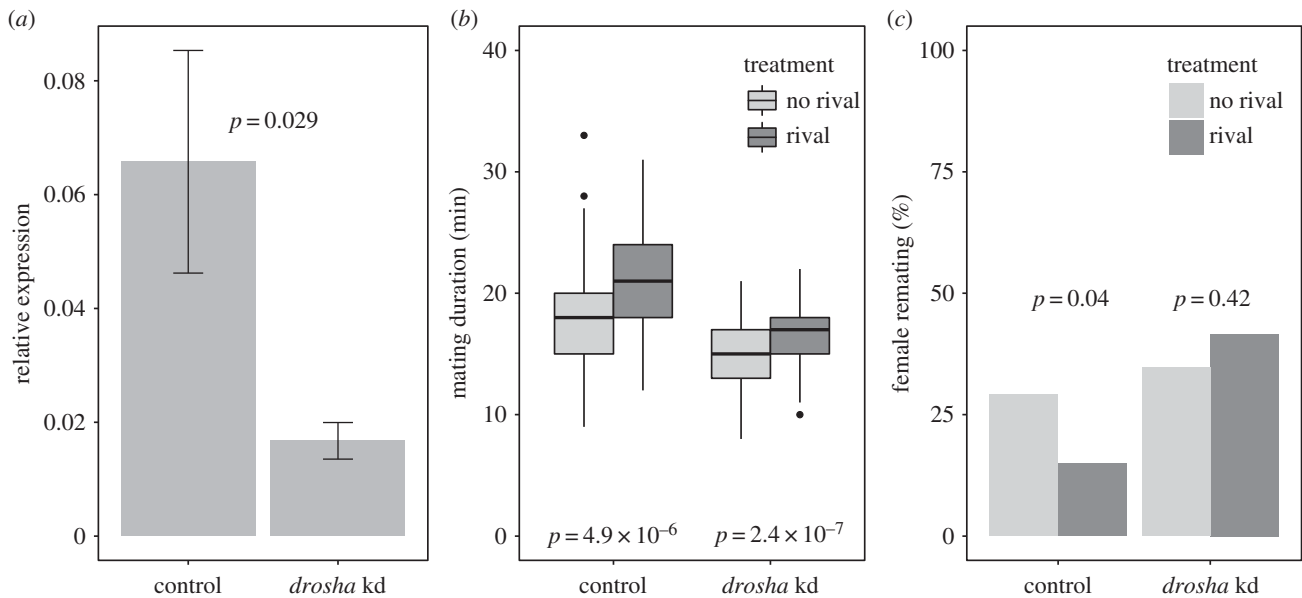 (a)
relative expression
0.08
0.06
0.04
0.02
0
p = 0.029
control
drosha kd
(b)
mating duration (min)
40
30
20
10
0
treatment
no rival
rival
p = 4.9 × 10⁻⁶
p = 2.4 × 10⁻⁷
control
drosha kd
(c)
female remating (%)
100
75
50
25
0
treatment
no rival
rival
p = 0.04
p = 0.42
control
drosha kd